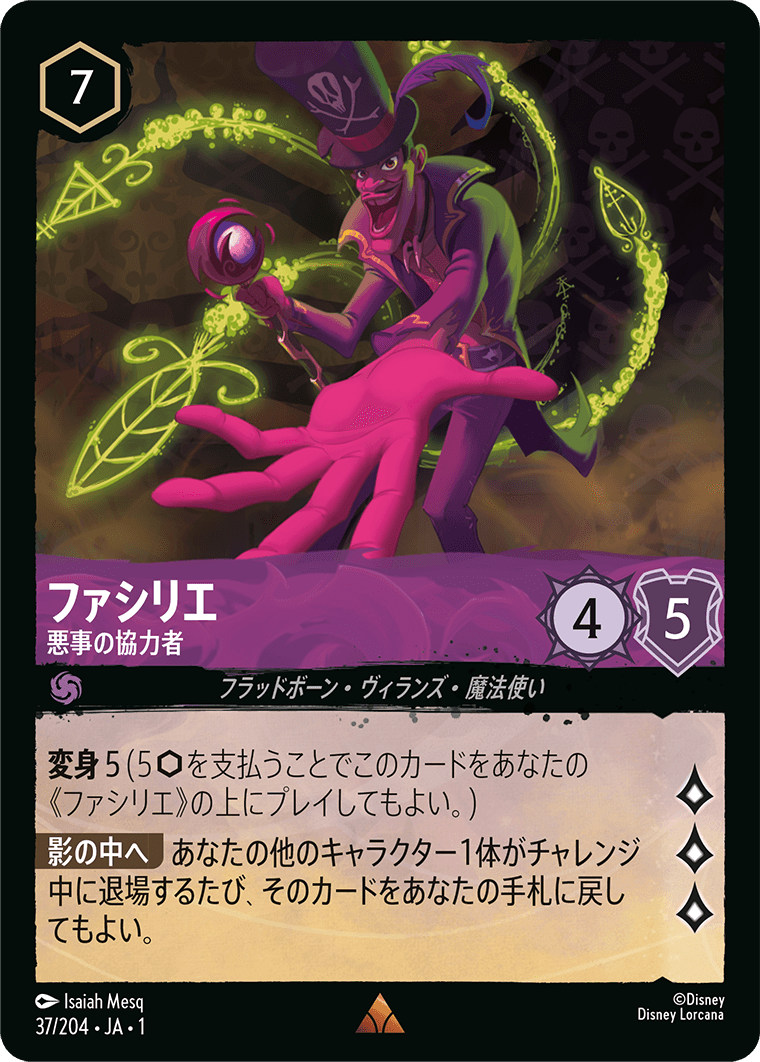 7
ファシリエ
悪事の協力者
4
5
フラッドボーン・ヴィランズ・魔法使い
変身 5 (5⬡を支払うことでこのカードをあなたの
《ファシリエ》の上にプレイしてもよい。)
影の中へ あなたの他のキャラクター1体がチャレンジ
中に退場するたび、そのカードをあなたの手札に戻し
てもよい。
Isaiah Mesq
37/204・JA・1
©Disney
Disney Lorcana